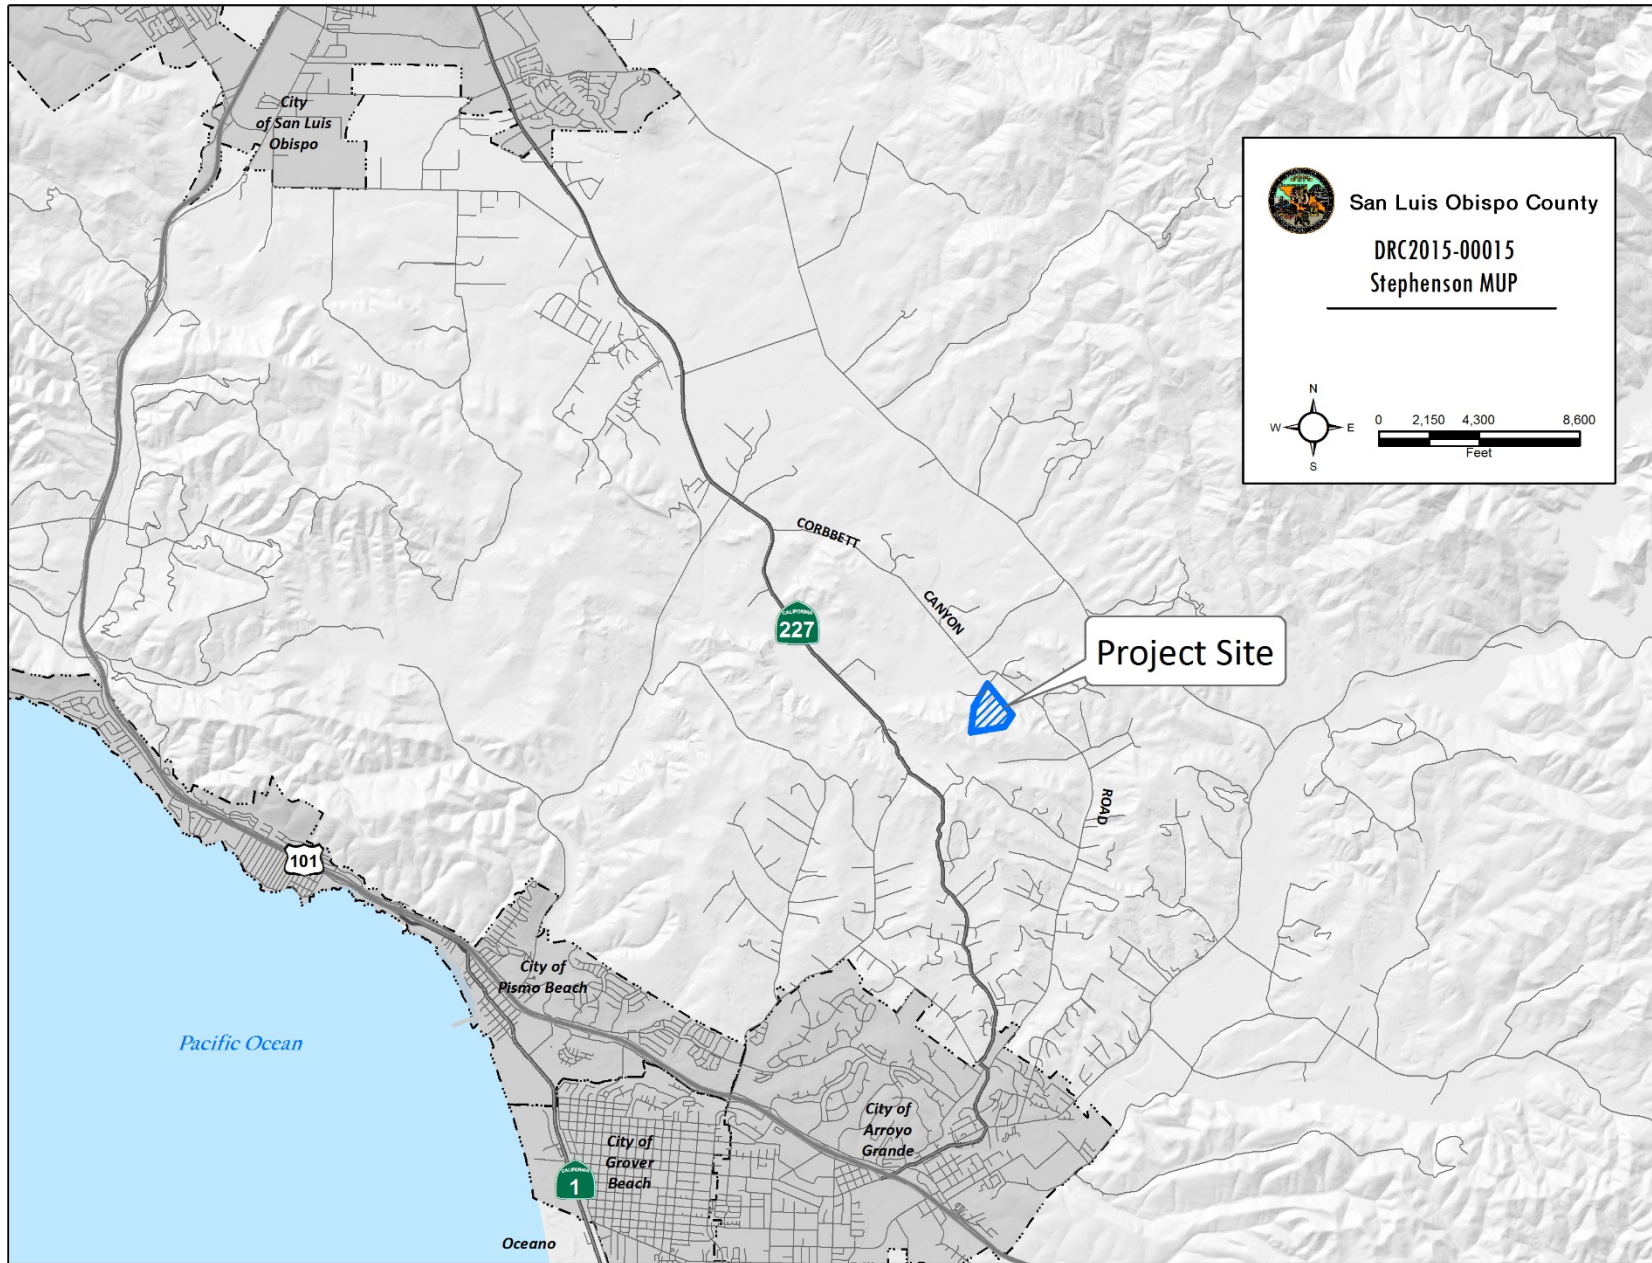 City
of San Luis
Obispo
San Luis Obispo County
DRC2015-00015
Stephenson MUP
N
W
E
S
0 2,150 4,300 8,600
Feet
CORBBETT
CANYON
CALIFORNIA
227
Project Site
ROAD
101
City of
Pismo Beach
Pacific Ocean
City of
Arroyo
Grande
City of
Grover
Beach
CALIFORNIA
1
Oceano